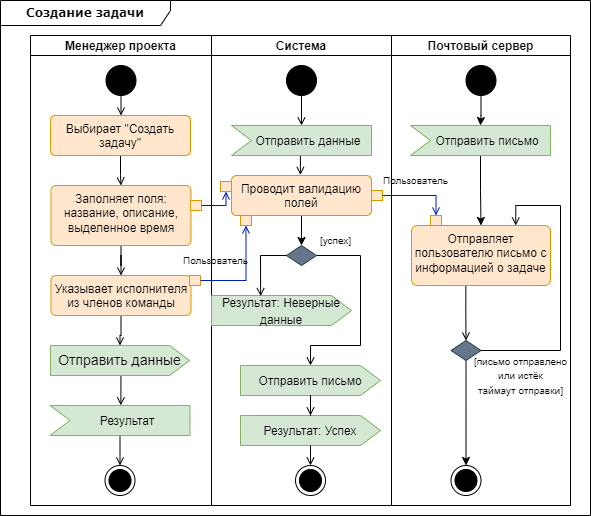 Создание задачи
Менеджер проекта
Система
Почтовый сервер
Выбирает "Создать
задачу"
Отправить данные
Отправить письмо
Заполняет поля:
название, описание,
выделенное время
Проводит валидацию
полей
Пользователь
Отправляет
пользователю письмо с
информацией о задаче
[успех]
Пользователь
Указывает исполнителя
из членов команды
Результат: Неверные
данные
Отправить данные
Отправить письмо
[письмо отправлено
или истёк
таймаут отправки]
Результат
Результат: Успех